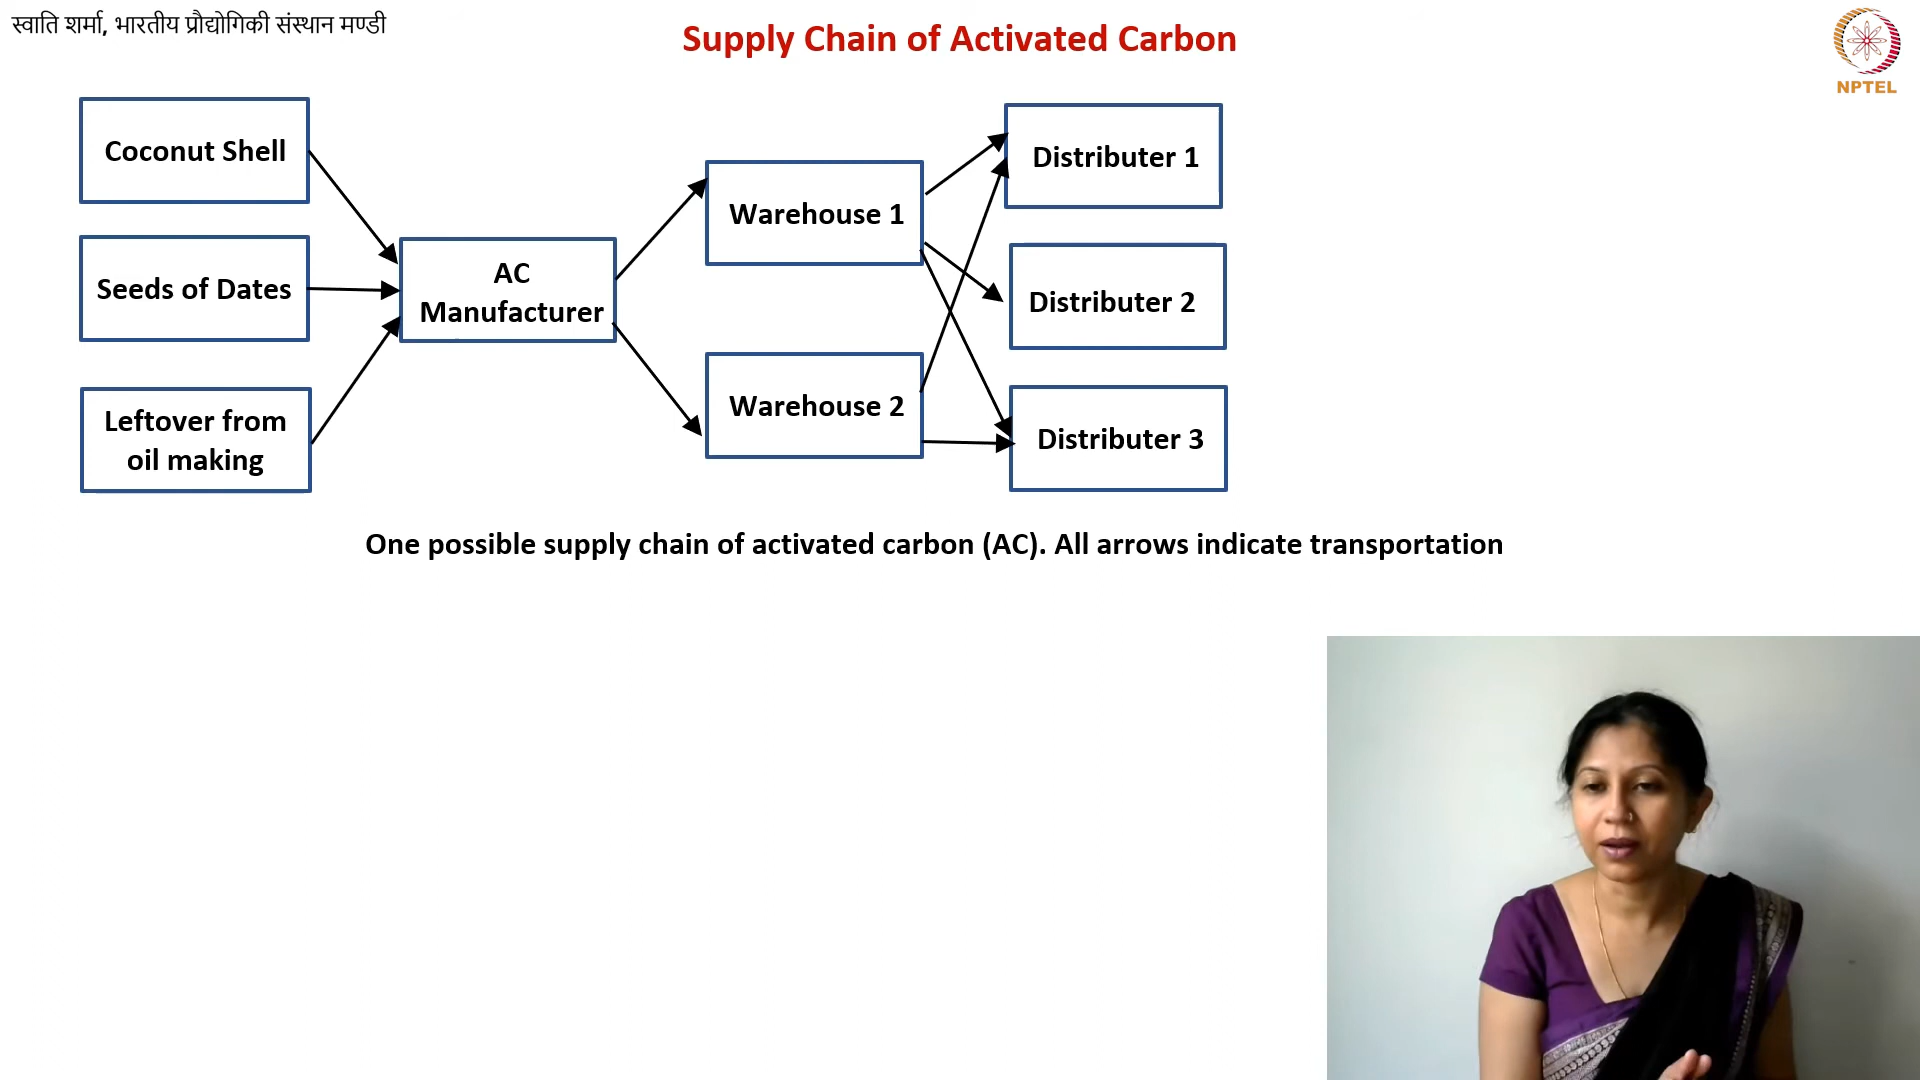 स्वाति शर्मा, भारतीय प्रौद्योगिकी संस्थान मण्डी
Supply Chain of Activated Carbon
NPTEL
Coconut Shell
Seeds of Dates
Leftover from
oil making
AC
Manufacturer
Warehouse 1
Warehouse 2
Distributer 1
Distributer 2
Distributer 3
One possible supply chain of activated carbon (AC). All arrows indicate transportation